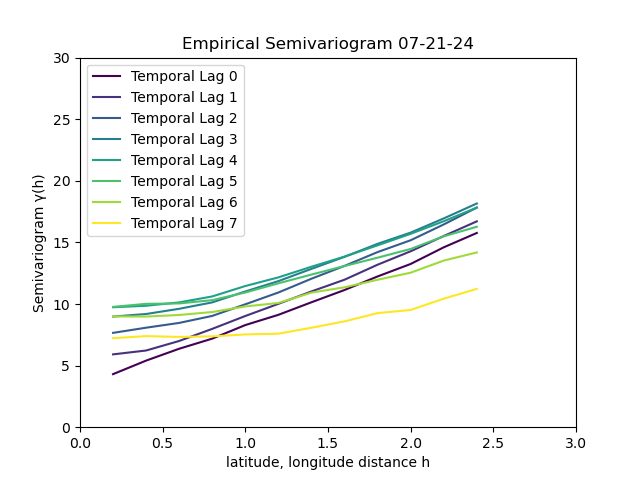 Empirical Semivariogram 07-21-24
30
25
20
15
10
5
0
Semivariogram γ(h)
Temporal Lag 0
Temporal Lag 1
Temporal Lag 2
Temporal Lag 3
Temporal Lag 4
Temporal Lag 5
Temporal Lag 6
Temporal Lag 7
0.0 0.5 1.0 1.5 2.0 2.5 3.0
latitude, longitude distance h